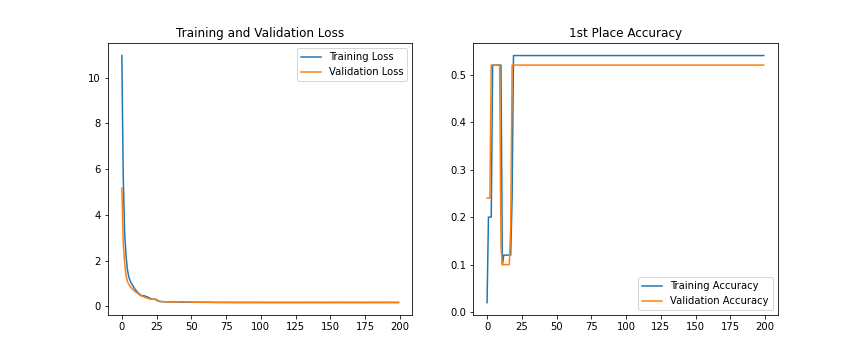 Training and Validation Loss
Training Loss
Validation Loss
10
8
6
4
2
0
0 25 50 75 100 125 150 175 200
1st Place Accuracy
0.5
0.4
0.3
0.2
0.1
0.0
Training Accuracy
Validation Accuracy
0 25 50 75 100 125 150 175 200